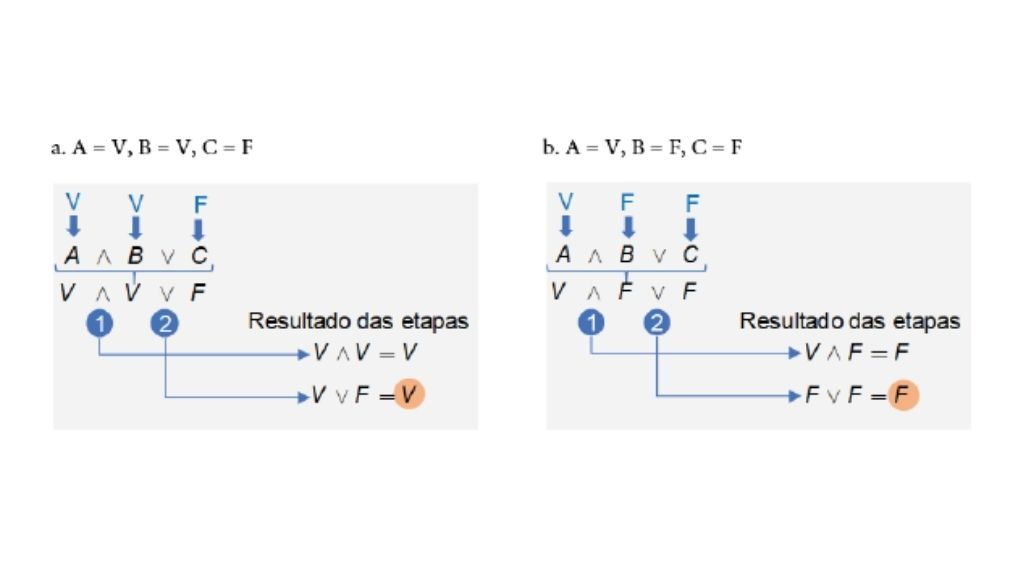 a. A = V, B = V, C = F
V V F
A ∧ B ∨ C
V ∧ V ∨ F
1 2 Resultado das etapas
V ∧ V = V
V ∨ F = V
b. A = V, B = F, C = F
V F F
A ∧ B ∨ C
V ∧ F ∨ F
1 2 Resultado das etapas
V ∧ F = F
F ∨ F = F